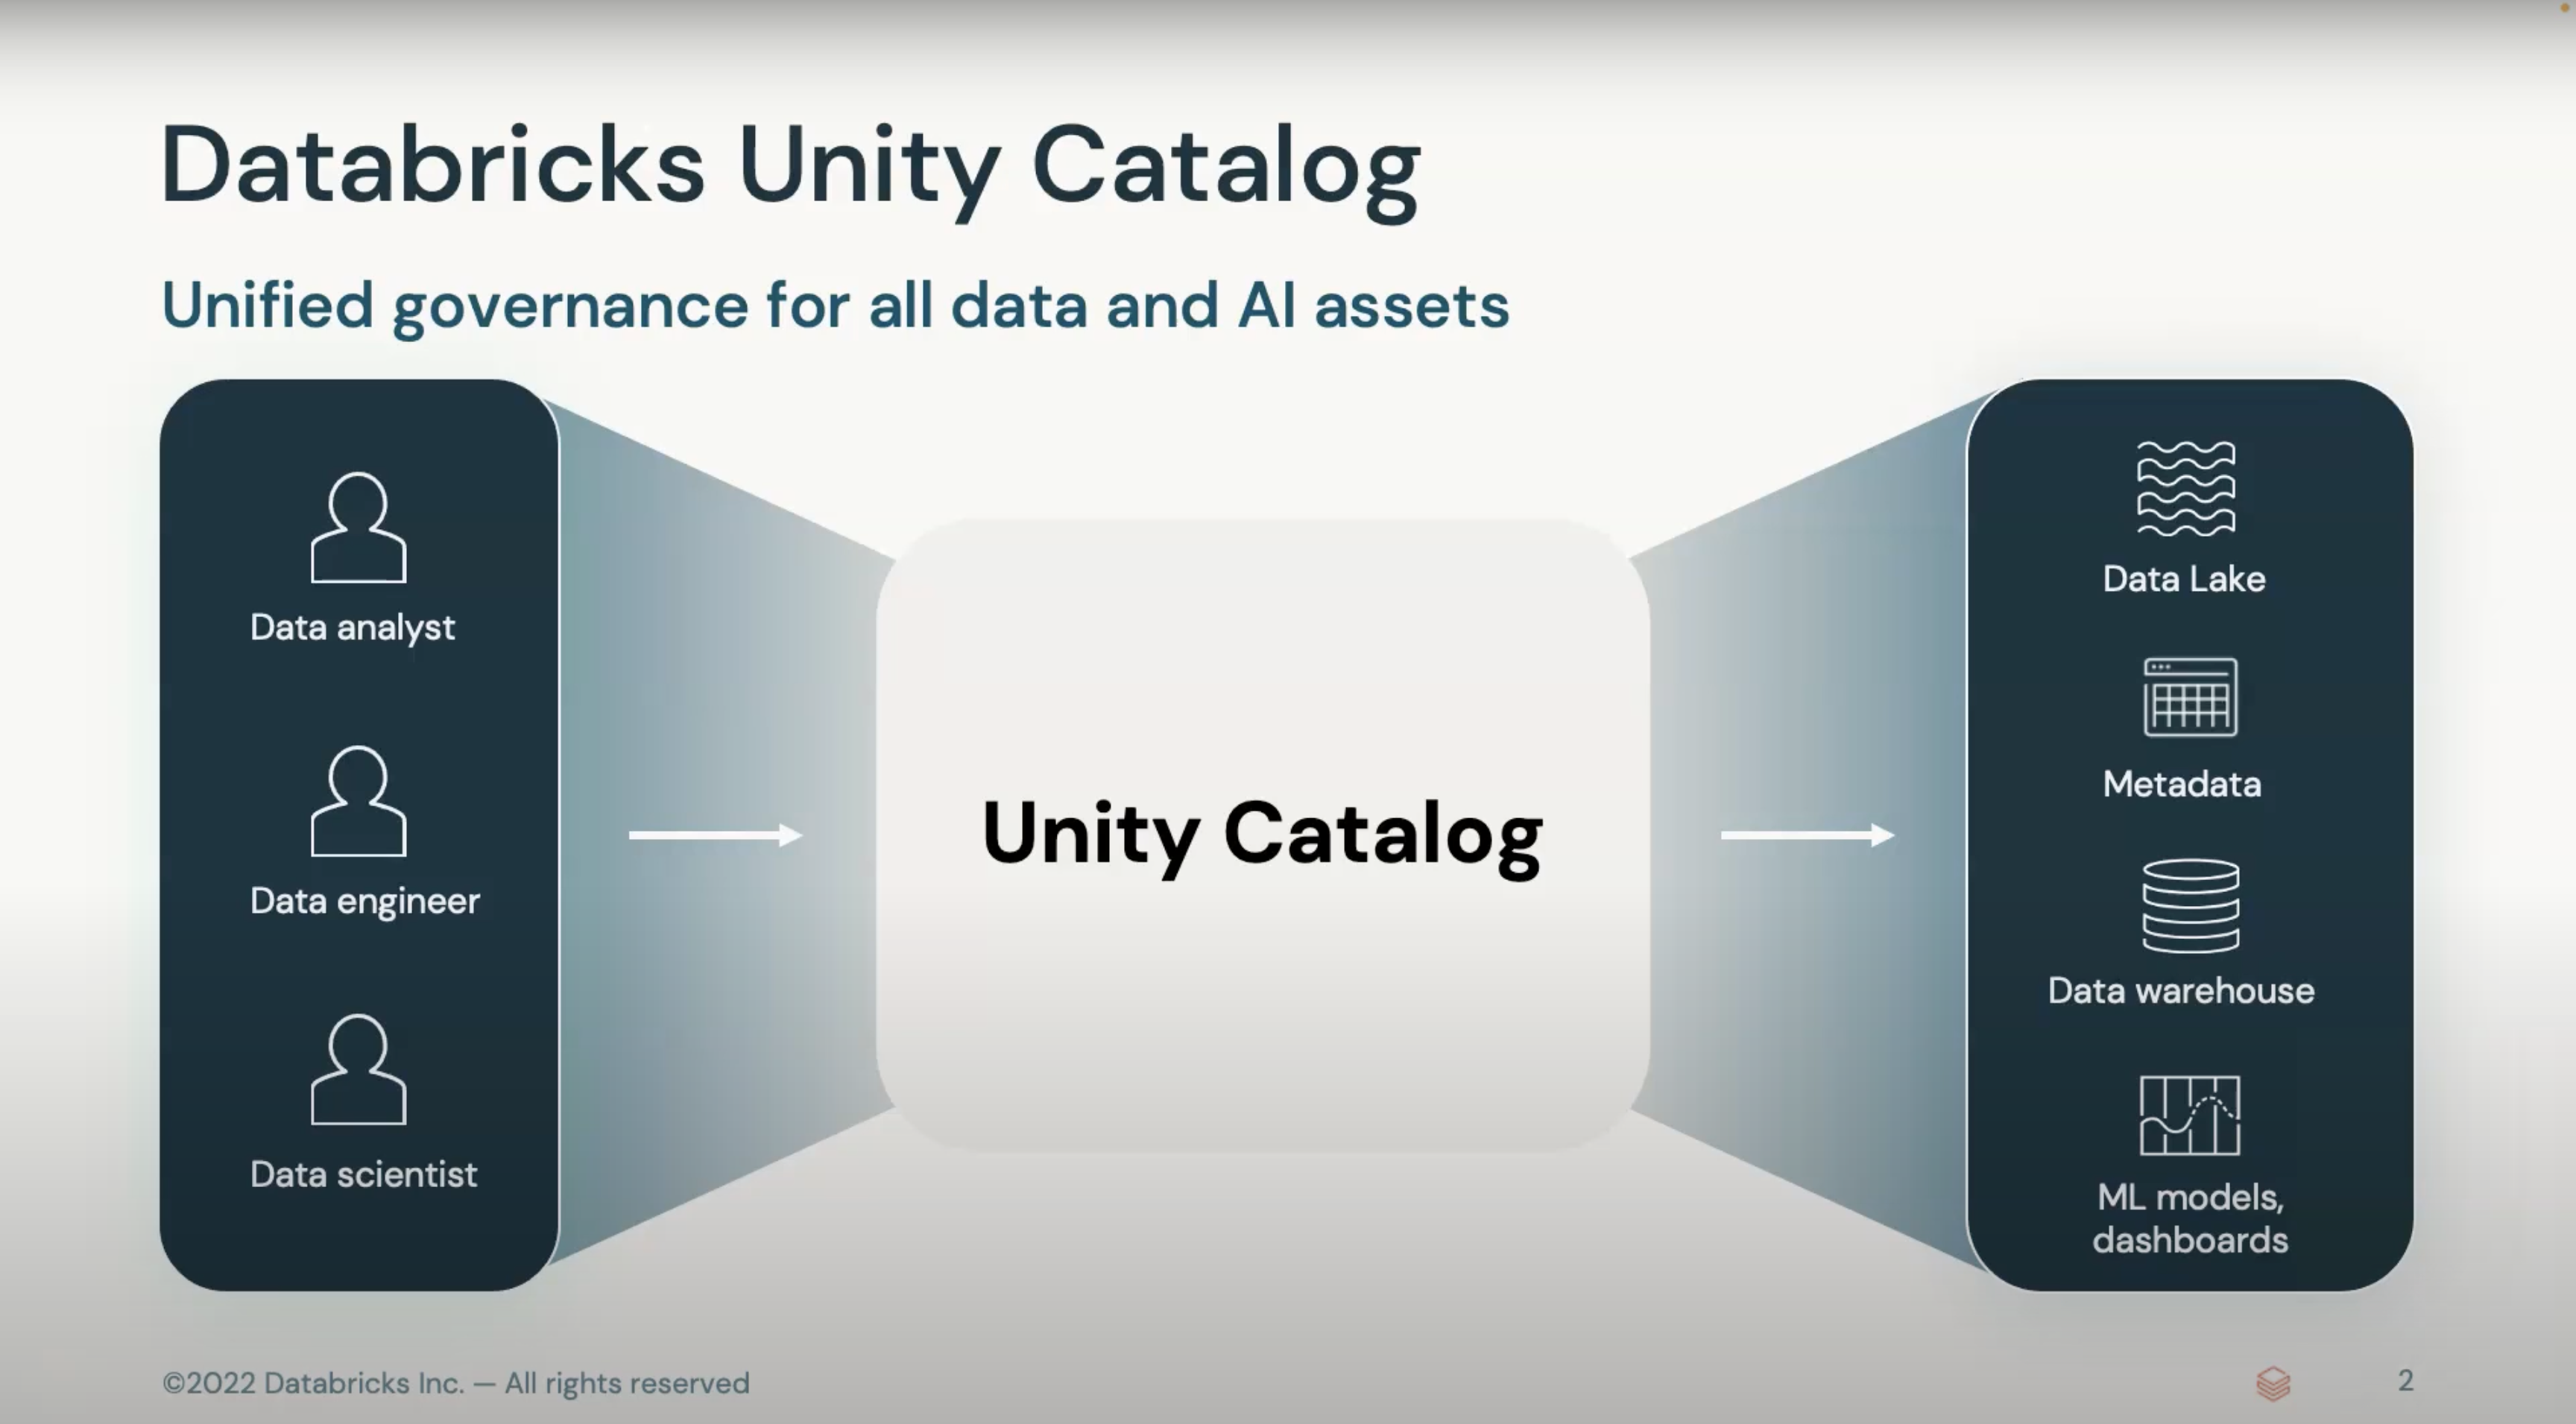 Databricks Unity Catalog
Unified governance for all data and AI assets
Data analyst
Data engineer
Data scientist
Unity Catalog
Data Lake
Metadata
Data warehouse
ML models,
dashboards
©2022 Databricks Inc. — All rights reserved
2